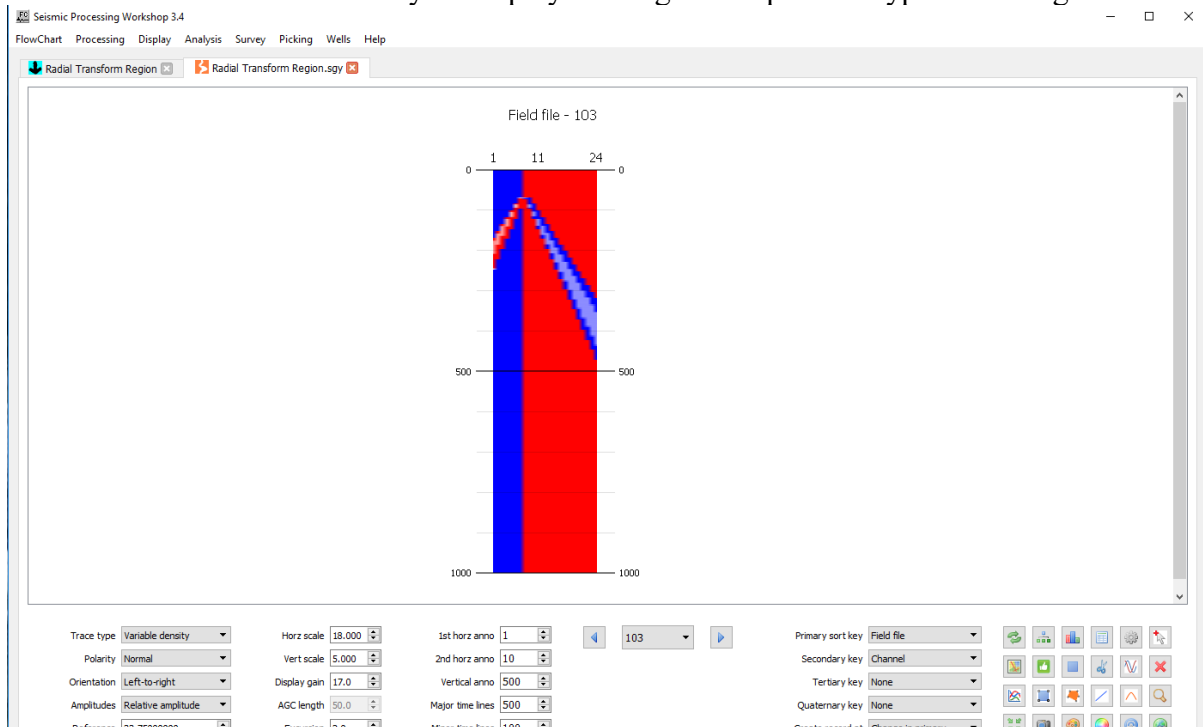 Seismic Processing Workshop 3.4
FlowChart Processing Display Analysis Survey Picking Wells Help
Radial Transform Region Radial Transform Region.sgy
Field file - 103
1 11 24
0 0
500 500
1000 1000
Trace type Variable density Horz scale 18.000 1st horz anno 1 103 Primary sort key Field file
Polarity Normal Vert scale 5.000 2nd horz anno 10 Secondary key Channel
Orientation Left-to-right Display gain 17.0 Vertical anno 500 Tertiary key None
Amplitudes Relative amplitude AGC length 50.0 Major time lines 500 Quaternary key None